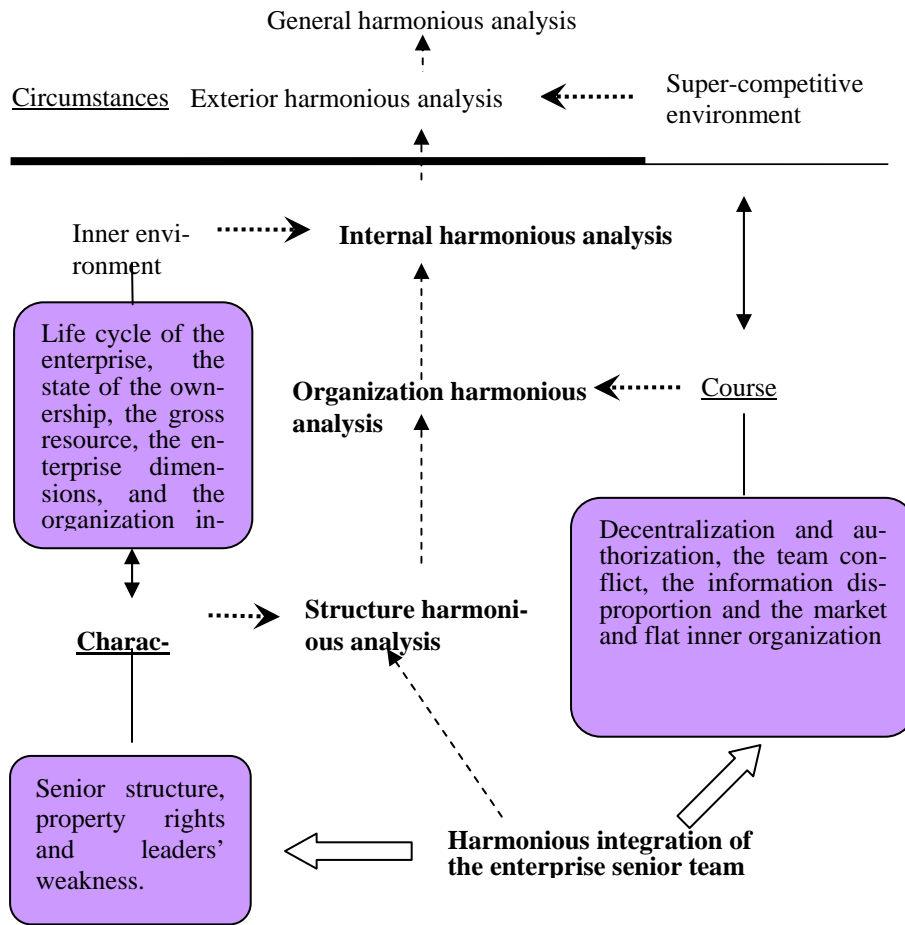 General harmonious analysis
Circumstances Exterior harmonious analysis
Super-competitive
environment
Inner envi-
ronment
Internal harmonious analysis
Life cycle of the
enterprise, the
state of the own-
ership, the gross
resource, the en-
terprise dimen-
sions, and the
organization in-
Organization harmonious
analysis
Course
Decentralization and au-
thorization, the team con-
flict, the information dis-
proportion and the market
and flat inner organization
Charac-
Structure harmoni-
ous analysis
Senior structure,
property rights
and leaders’
weakness.
Harmonious integration of
the enterprise senior team